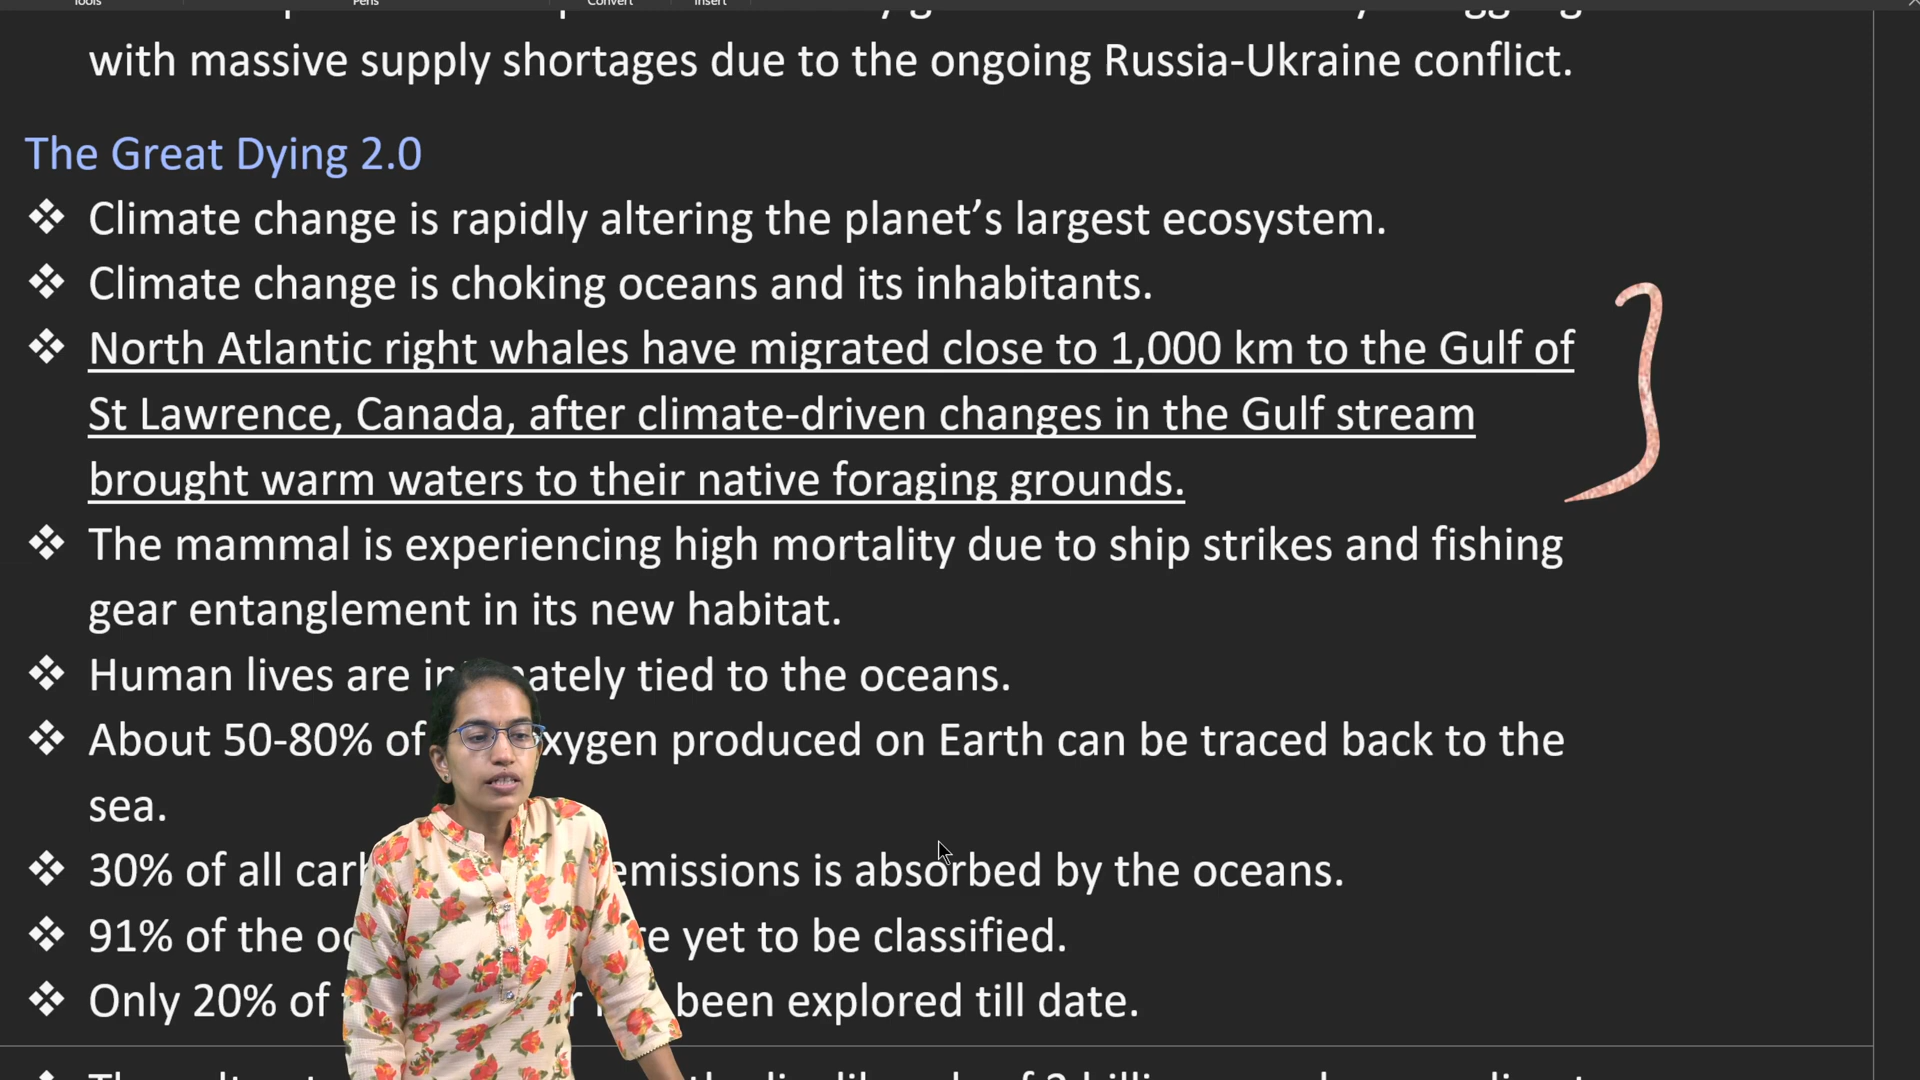 Tools Pens Convert Insert
with massive supply shortages due to the ongoing Russia-Ukraine conflict.
The Great Dying 2.0
❖ Climate change is rapidly altering the planet’s largest ecosystem.
❖ Climate change is choking oceans and its inhabitants.
❖ North Atlantic right whales have migrated close to 1,000 km to the Gulf of
St Lawrence, Canada, after climate-driven changes in the Gulf stream
brought warm waters to their native foraging grounds.
❖ The mammal is experiencing high mortality due to ship strikes and fishing
gear entanglement in its new habitat.
❖ Human lives are intimately tied to the oceans.
❖ About 50-80% of oxygen produced on Earth can be traced back to the
sea.
❖ 30% of all emissions is absorbed by the oceans.
❖ 91% of the yet to be classified.
❖ Only 20% of been explored till date.